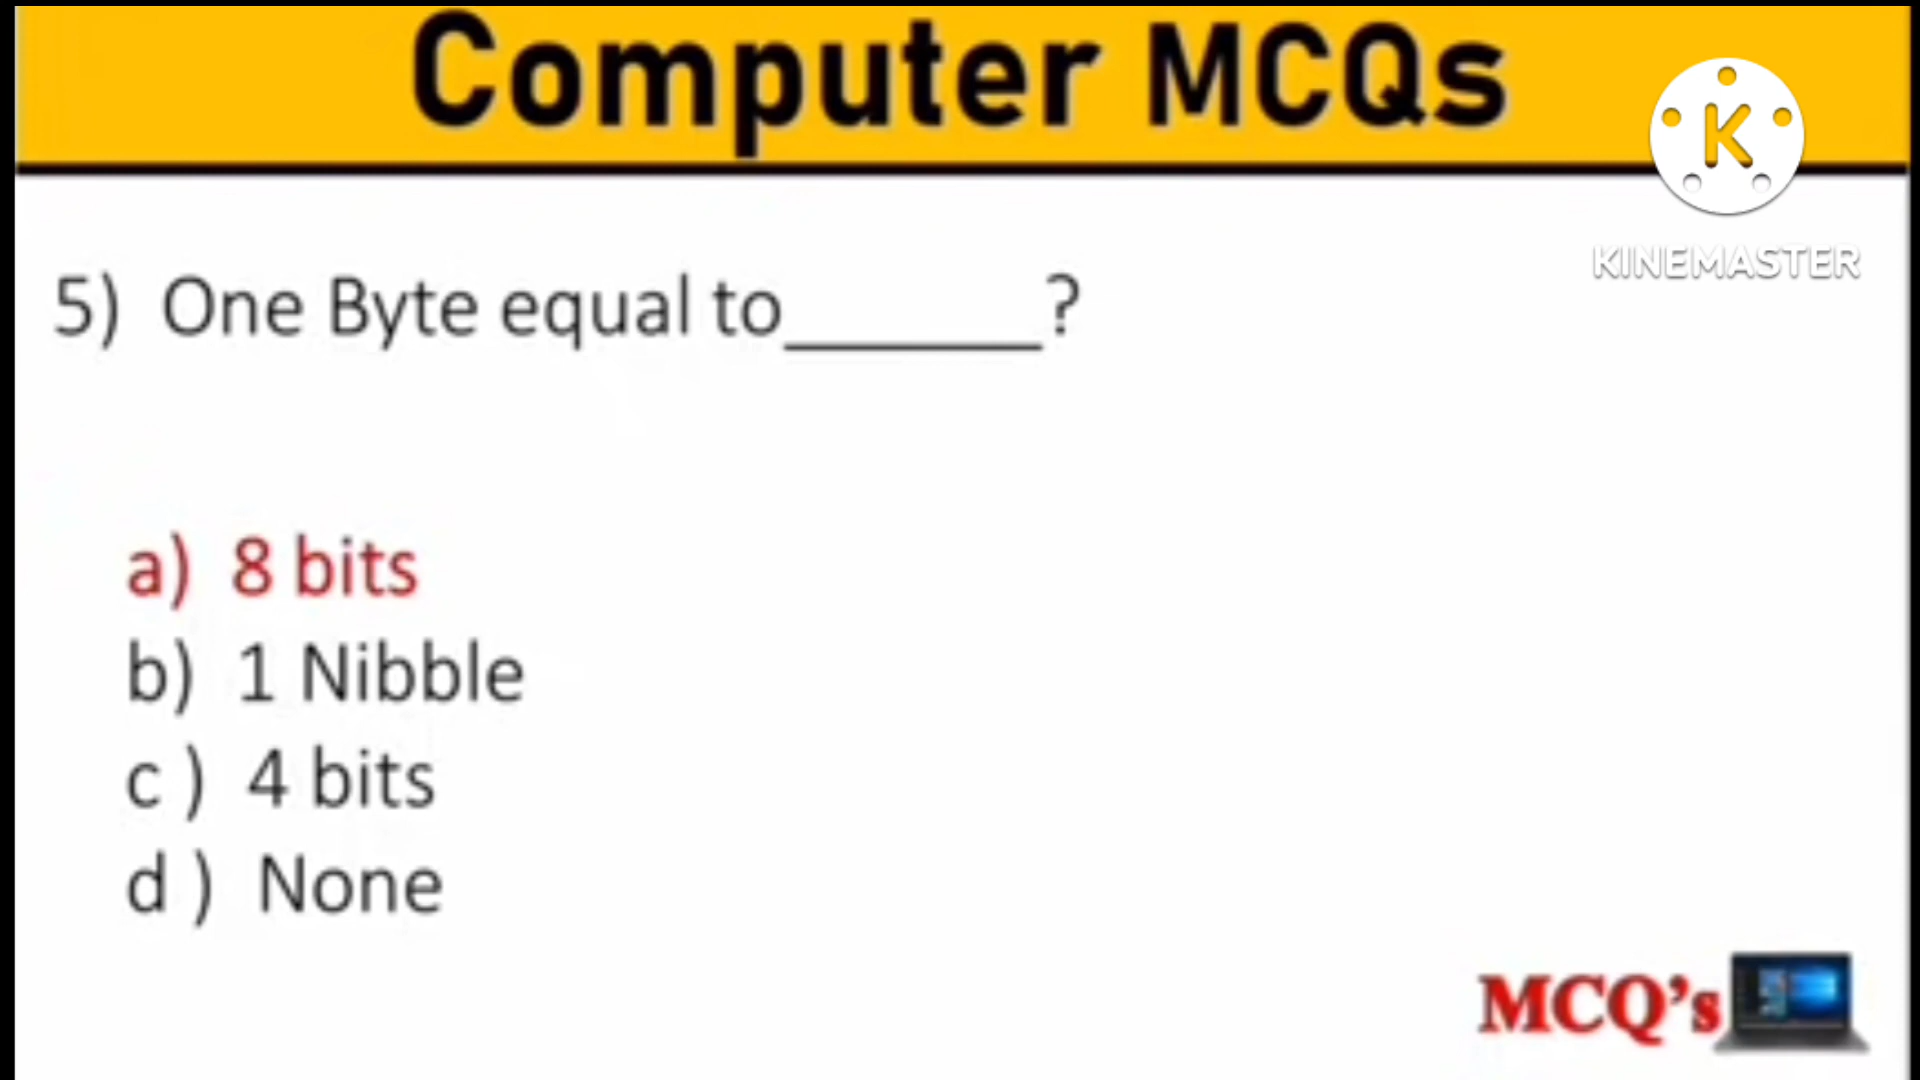 Computer MCQs
K
KINEMASTER
5) One Byte equal to______?
a) 8 bits
b) 1 Nibble
c ) 4 bits
d ) None
MCQ's